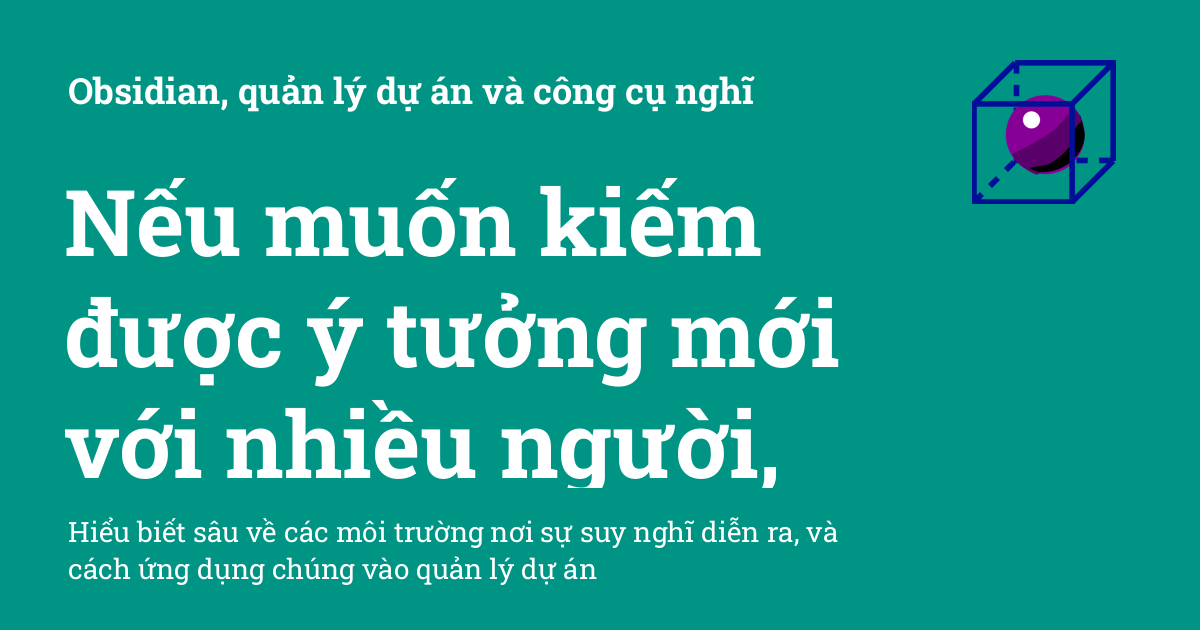 Obsidian, quản lý dự án và công cụ nghĩ
Nếu muốn kiếm
được ý tưởng mới
với nhiều người,
Hiểu biết sâu về các môi trường nơi sự suy nghĩ diễn ra, và
cách ứng dụng chúng vào quản lý dự án